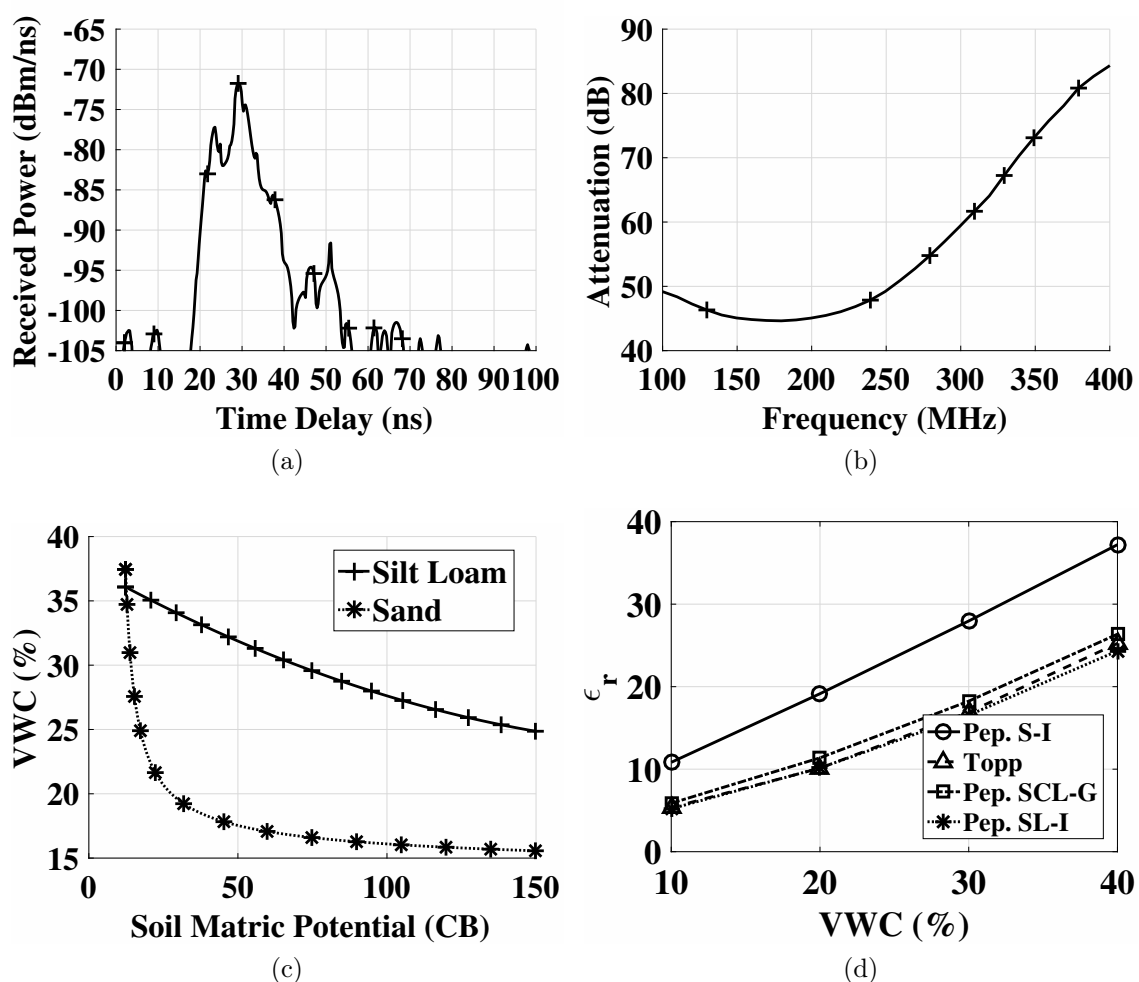 -65
-70
-75
-80
-85
-90
-95
-100
-105
Received Power (dBm/ns)
0 10 20 30 40 50 60 70 80 90 100
Time Delay (ns)
(a)
90
80
70
60
50
40
Attenuation (dB)
100 150 200 250 300 350 400
Frequency (MHz)
(b)
40
35
30
25
20
15
VWC (%)
Silt Loam
Sand
0 50 100 150
Soil Matric Potential (CB)
(c)
40
30
20
10
0
ϵr
Pep. S-I
Topp
Pep. SCL-G
Pep. SL-I
10 20 30 40
VWC (%)
(d)